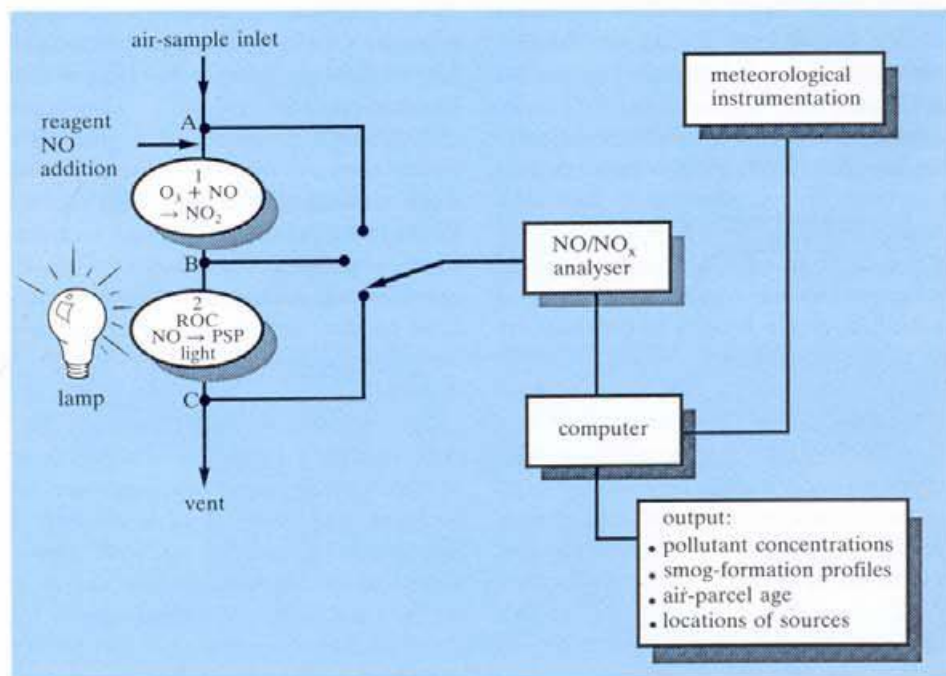 air-sample inlet
A
reagent
NO
addition
1
O₃ + NO
→ NO₂
B
2
ROC
NO → PSP
light
lamp
C
vent
NO/NOₓ
analyser
meteorological
instrumentation
computer
output:
• pollutant concentrations
• smog-formation profiles
• air-parcel age
• locations of sources